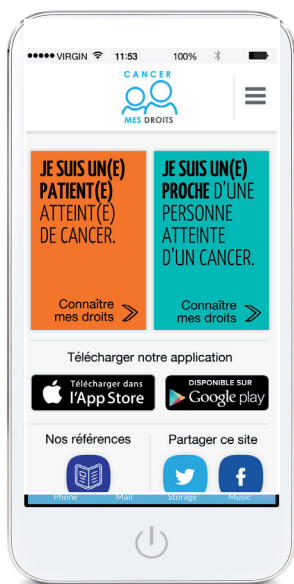 VIRGIN 11:53 100%
CANCER
MES DROITS
JE SUIS UN(E)
PATIENT(E)
ATTEINT(E)
DE CANCER.
Connaître
mes droits
JE SUIS UN(E)
PROCHE D'UNE
PERSONNE
ATTEINTE
D'UN CANCER.
Connaître
mes droits
Télécharger notre application
Télécharger dans
l'App Store
DISPONIBLE SUR
Google play
Nos références
Partager ce site
Phone Mail Storage Music